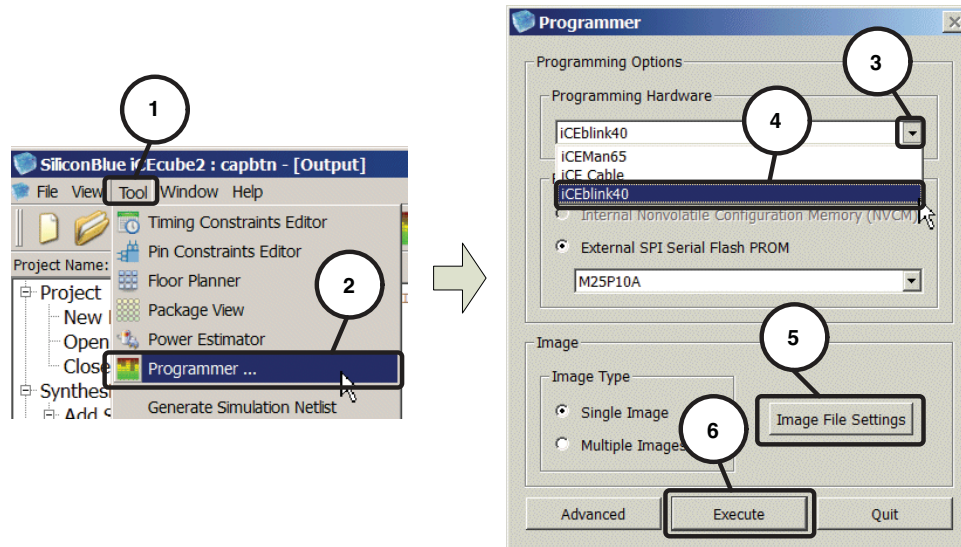 1
SiliconBlue iCEcube2 : capbtn - [Output]
File View Tool Window Help
Timing Constraints Editor
Project Name:
Pin Constraints Editor
Project
Floor Planner
2
New
Package View
Open
Power Estimator
Close
Programmer ...
Synthes
Add S
Generate Simulation Netlist
Programmer
3
Programming Options
Programming Hardware
4
iCEblink40
iCEMan65
iCE Cable
iCEblink40
Internal Nonvolatile Configuration Memory (NVCM)
External SPI Serial Flash PROM
M25P10A
5
Image
Image Type
Single Image
Image File Settings
6
Multiple Images
Advanced Execute Quit